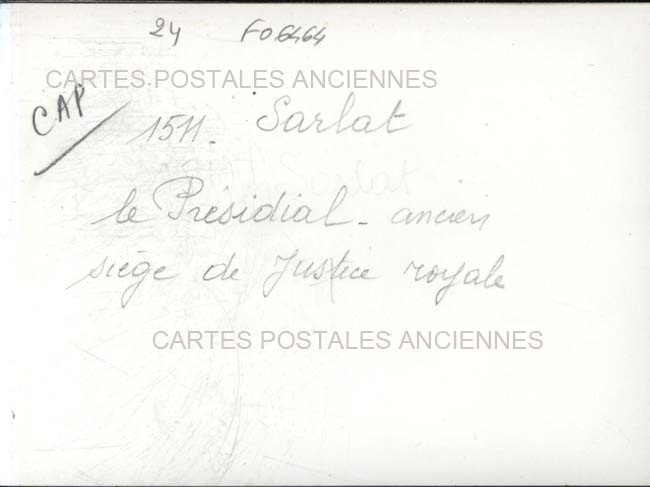 24 FO6464
CARTES POSTALES ANCIENNES
CAP
1511. Sarlat
le Présidial - ancien
siège de Justice royale
CARTES POSTALES ANCIENNES